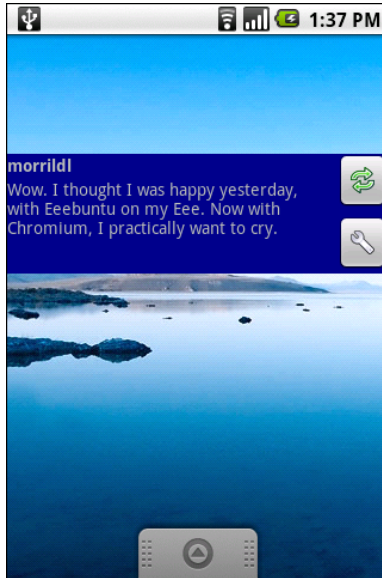 1:37 PM
morrildl
Wow. I thought I was happy yesterday,
with Eeebuntu on my Eee. Now with
Chromium, I practically want to cry.